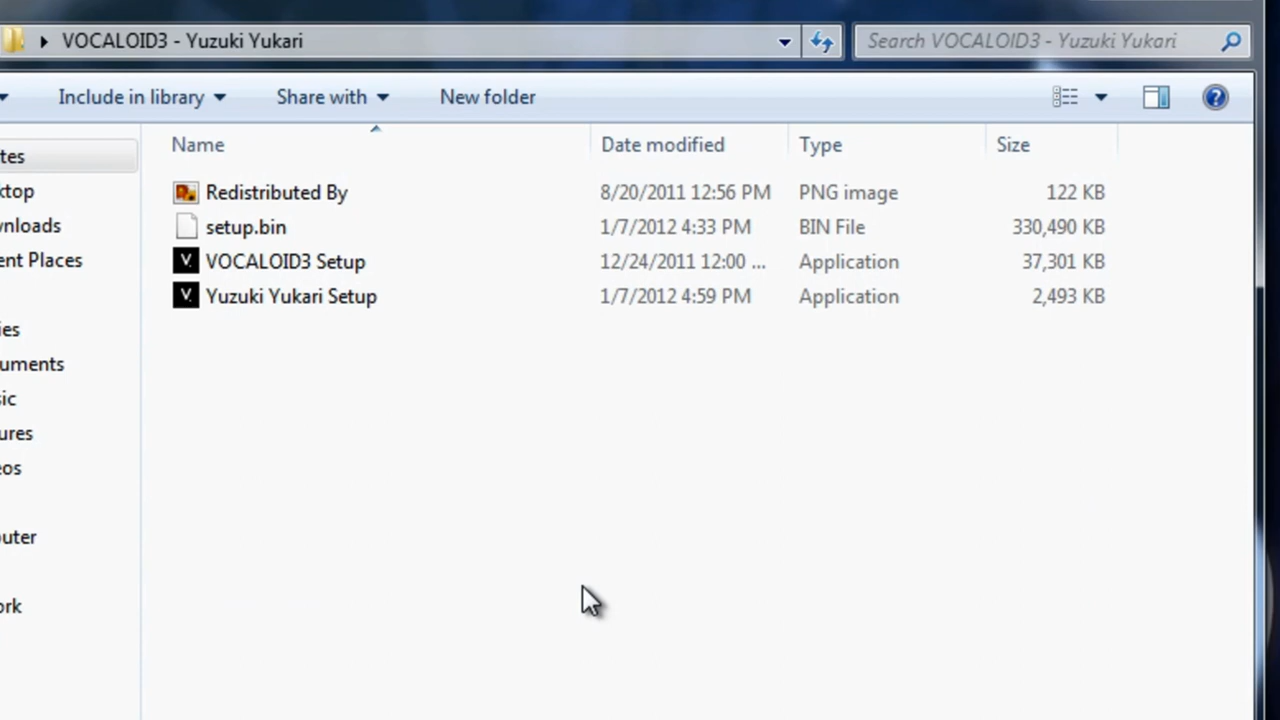 VOCALOID3 - Yuzuki Yukari
Search VOCALOID3 - Yuzuki Yukari
Include in library
Share with
New folder
Name
Date modified
Type
Size
Redistributed By
8/20/2011 12:56 PM
PNG image
122 KB
setup.bin
1/7/2012 4:33 PM
BIN File
330,490 KB
VOCALOID3 Setup
12/24/2011 12:00 ...
Application
37,301 KB
Yuzuki Yukari Setup
1/7/2012 4:59 PM
Application
2,493 KB
tes
ktop
wnloads
ent Places
ies
uments
sic
ures
eos
outer
ork